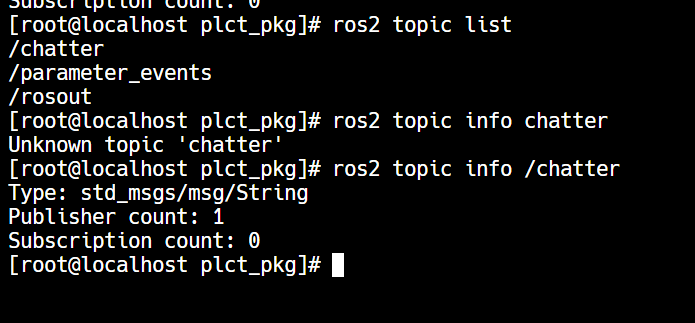 Subscription count: 0
[root@localhost plct_pkg]# ros2 topic list
/chatter
/parameter_events
/rosout
[root@localhost plct_pkg]# ros2 topic info chatter
Unknown topic 'chatter'
[root@localhost plct_pkg]# ros2 topic info /chatter
Type: std_msgs/msg/String
Publisher count: 1
Subscription count: 0
[root@localhost plct_pkg]#